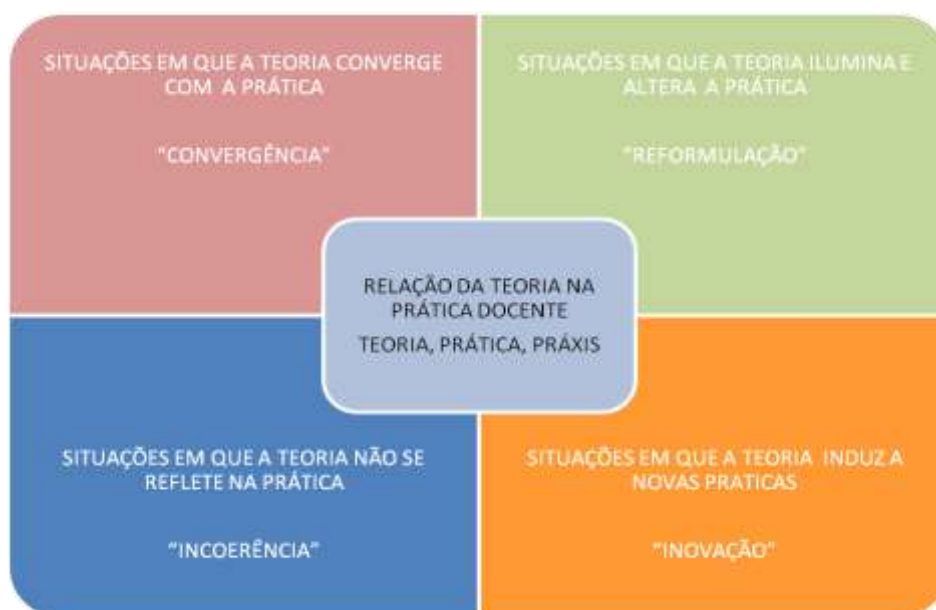 SITUAÇÕES EM QUE A TEORIA CONVERGE
COM A PRÁTICA
"CONVERGÊNCIA"
SITUAÇÕES EM QUE A TEORIA ILUMINA E
ALTERA A PRÁTICA
"REFORMULAÇÃO"
RELAÇÃO DA TEORIA NA
PRÁTICA DOCENTE
TEORIA, PRÁTICA, PRÁXIS
SITUAÇÕES EM QUE A TEORIA NÃO SE
REFLETE NA PRÁTICA
"INCOERÊNCIA"
SITUAÇÕES EM QUE A TEORIA INDUZ A
NOVAS PRATICAS
"INOVAÇÃO"